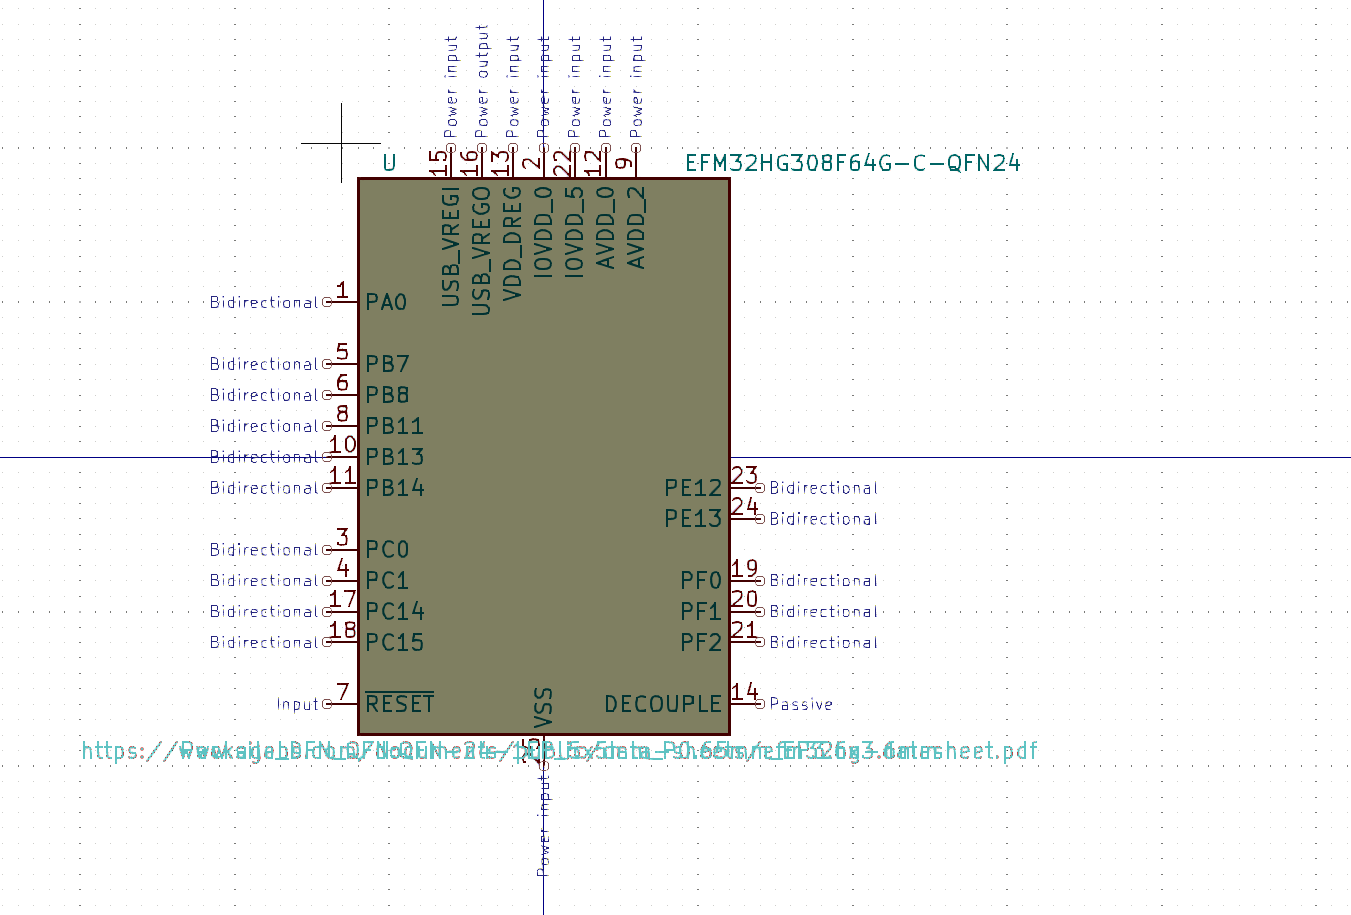 Power input
Power output
Power input
Power input
Power input
Power input
Power input
15
16
13
2
22
12
9
U
EFM32HG308F64G-C-QFN24
USB_VREGI
USB_VREGO
VDD_DREG
IOVDD_0
IOVDD_5
AVDD_0
AVDD_2
Bidirectional 1 PA0
Bidirectional 5 PB7
Bidirectional 6 PB8
Bidirectional 8 PB11
Bidirectional 10 PB13
Bidirectional 11 PB14
PE12 23 Bidirectional
PE13 24 Bidirectional
Bidirectional 3 PC0
Bidirectional 4 PC1
PF0 19 Bidirectional
Bidirectional 17 PC14
PF1 20 Bidirectional
Bidirectional 18 PC15
PF2 21 Bidirectional
Input 7 RESET
VSS
DECOUPLE 14 Passive
Power input